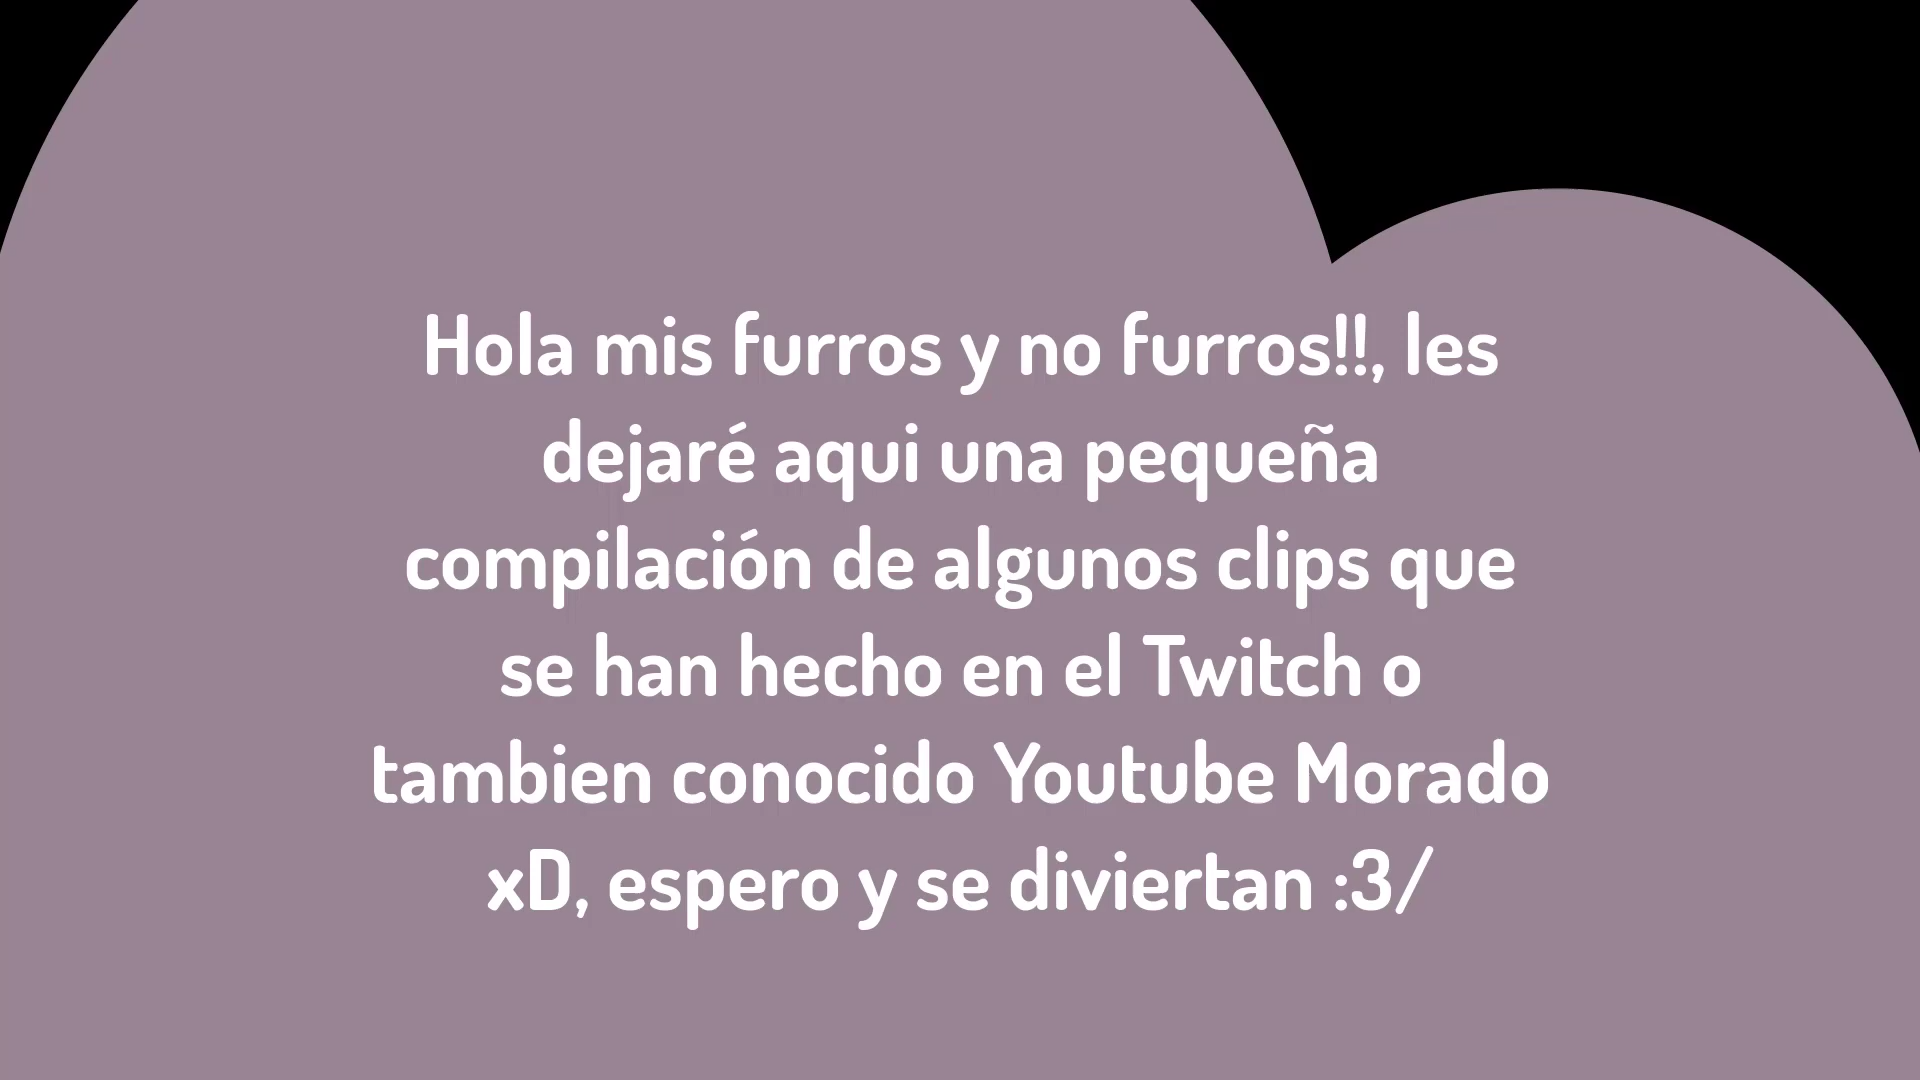 Hola mis furros y no furros!!, les
dejaré aqui una pequeña
compilación de algunos clips que
se han hecho en el Twitch o
tambien conocido Youtube Morado
xD, espero y se diviertan :3/